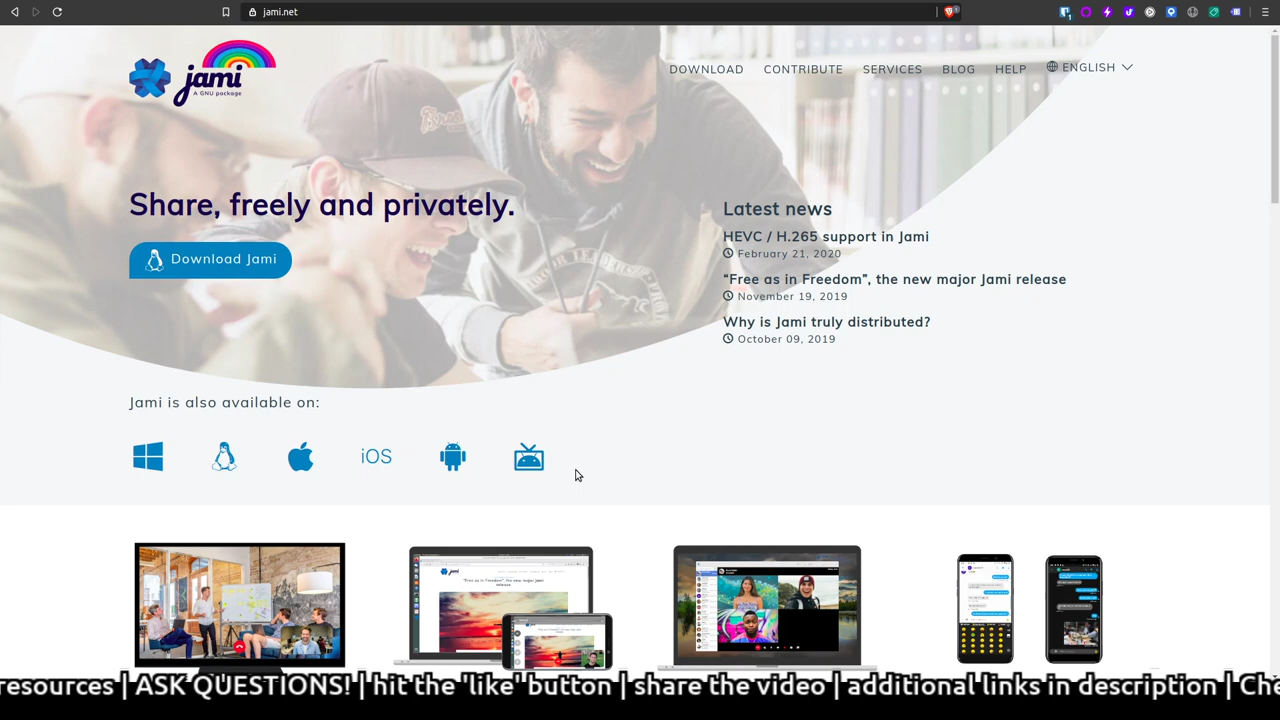 jami.net
1
1
jami
A GNU package
DOWNLOAD
CONTRIBUTE
SERVICES
BLOG
HELP
ENGLISH
Share, freely and privately.
Download Jami
Latest news
HEVC / H.265 support in Jami
February 21, 2020
“Free as in Freedom”, the new major Jami release
November 19, 2019
Why is Jami truly distributed?
October 09, 2019
Jami is also available on:
iOS
resources | ASK QUESTIONS! | hit the 'like' button | share the video | additional links in description | Che